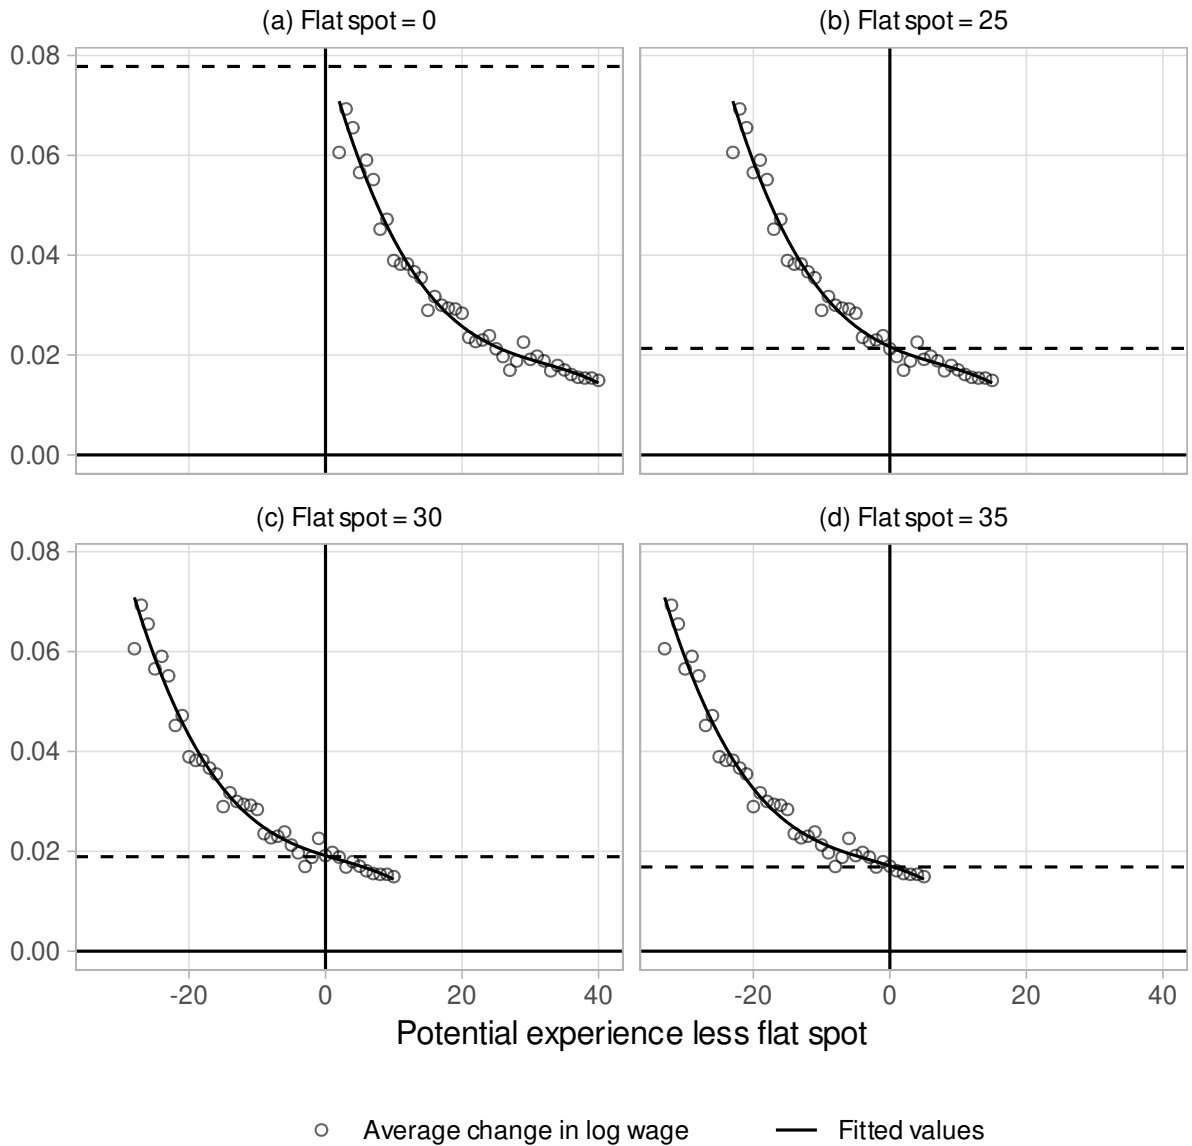 (a) Flat spot = 0
(b) Flat spot = 25
0.08
0.06
0.04
0.02
0.00
(c) Flat spot = 30
(d) Flat spot = 35
0.08
0.06
0.04
0.02
0.00
-20 0 20 40
-20 0 20 40
Potential experience less flat spot
Average change in log wage
Fitted values